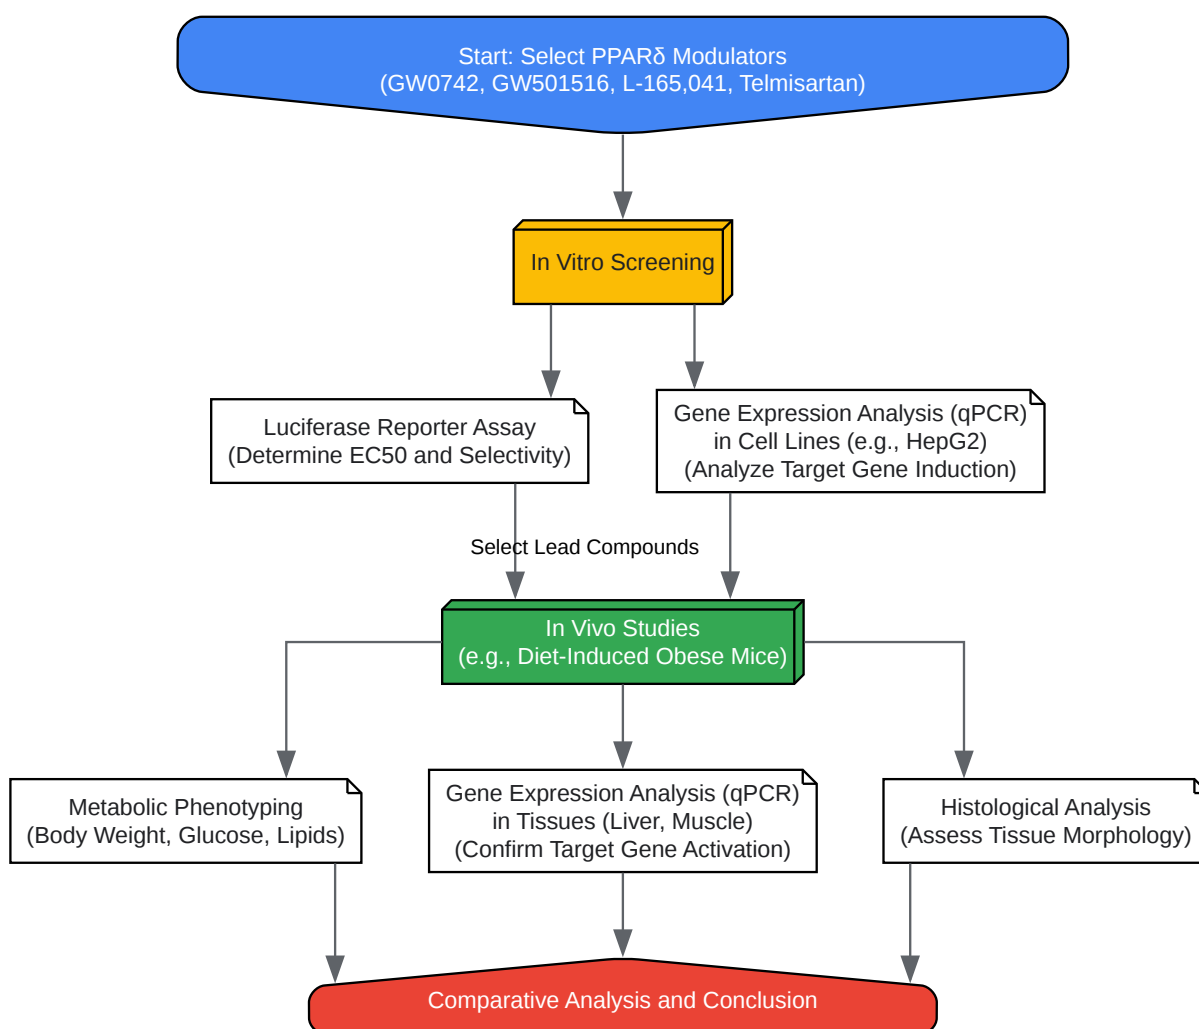 Start: Select PPARδ Modulators
(GW0742, GW501516, L-165,041, Telmisartan)
In Vitro Screening
Luciferase Reporter Assay
(Determine EC50 and Selectivity)
Gene Expression Analysis (qPCR)
in Cell Lines (e.g., HepG2)
(Analyze Target Gene Induction)
Select Lead Compounds
In Vivo Studies
(e.g., Diet-Induced Obese Mice)
Metabolic Phenotyping
(Body Weight, Glucose, Lipids)
Gene Expression Analysis (qPCR)
in Tissues (Liver, Muscle)
(Confirm Target Gene Activation)
Histological Analysis
(Assess Tissue Morphology)
Comparative Analysis and Conclusion